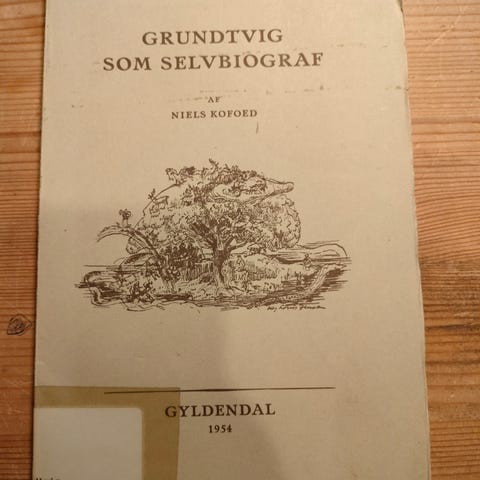 GRUNDTVIG
SOM SELVBIOGRAF
AF
NIELS KOFOED
GYLDENDAL
1954